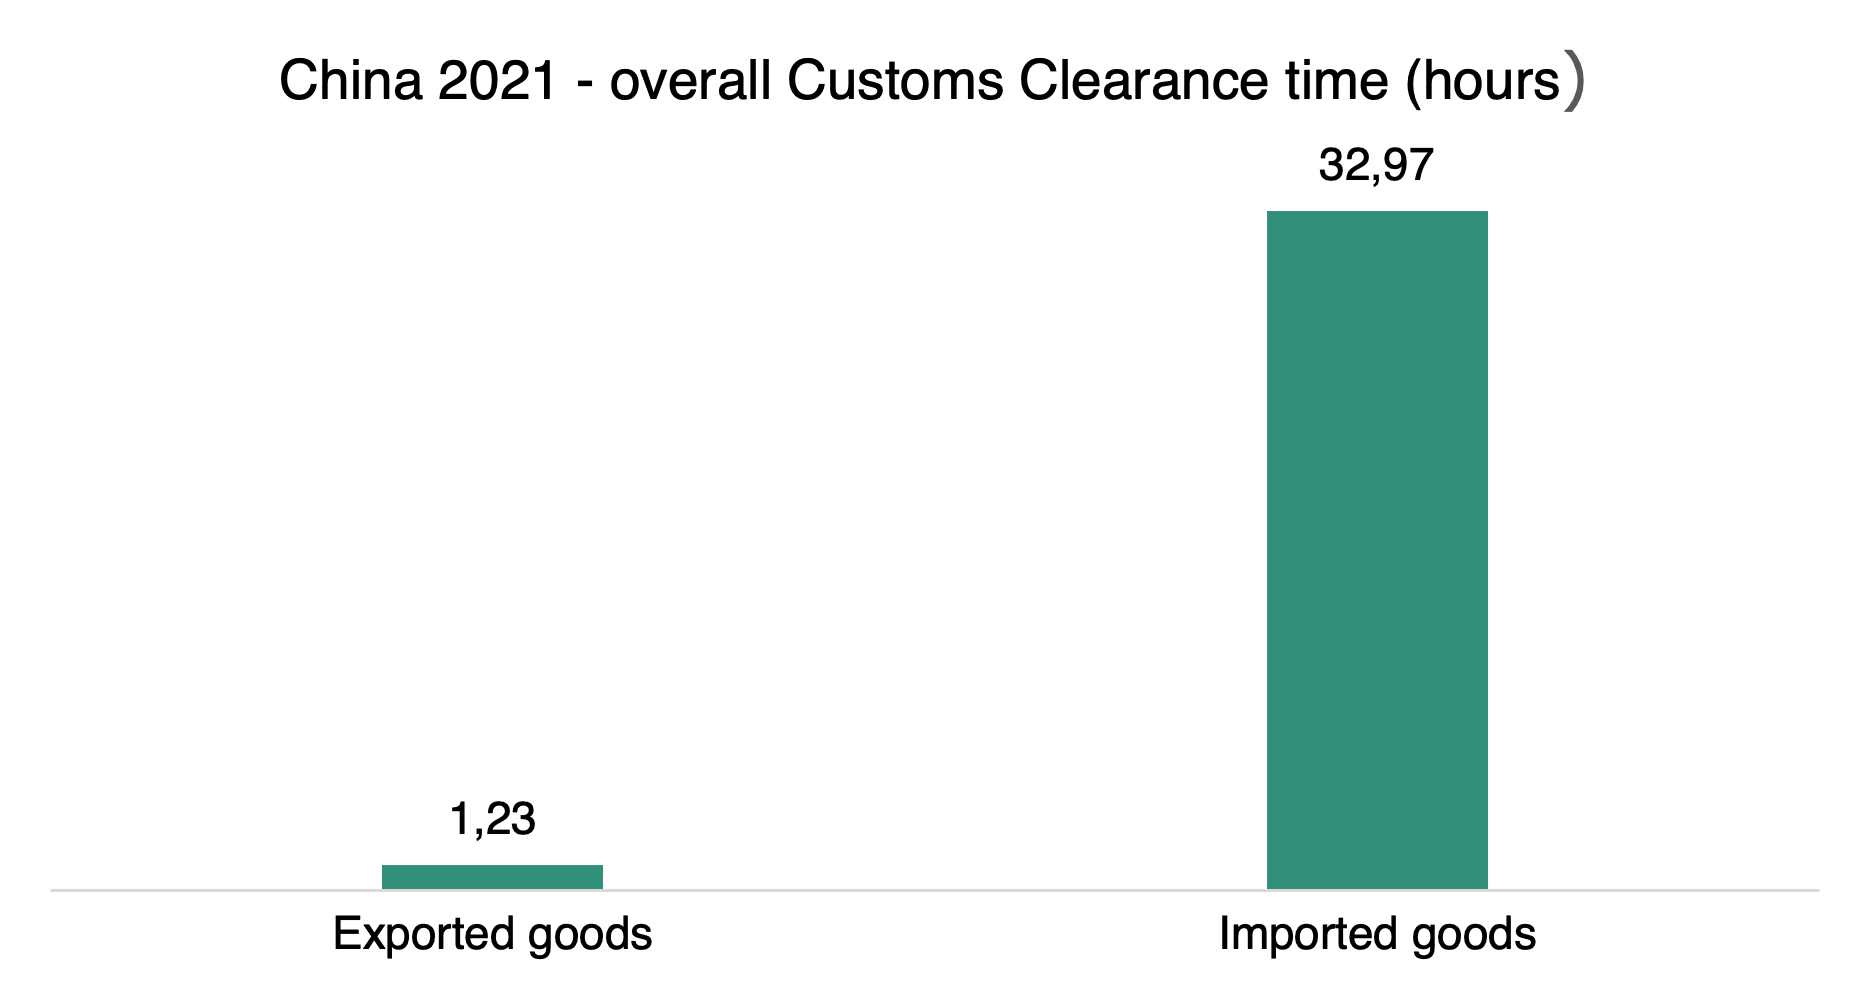 China 2021 - overall Customs Clearance time (hours)
32,97
1,23
Exported goods
Imported goods